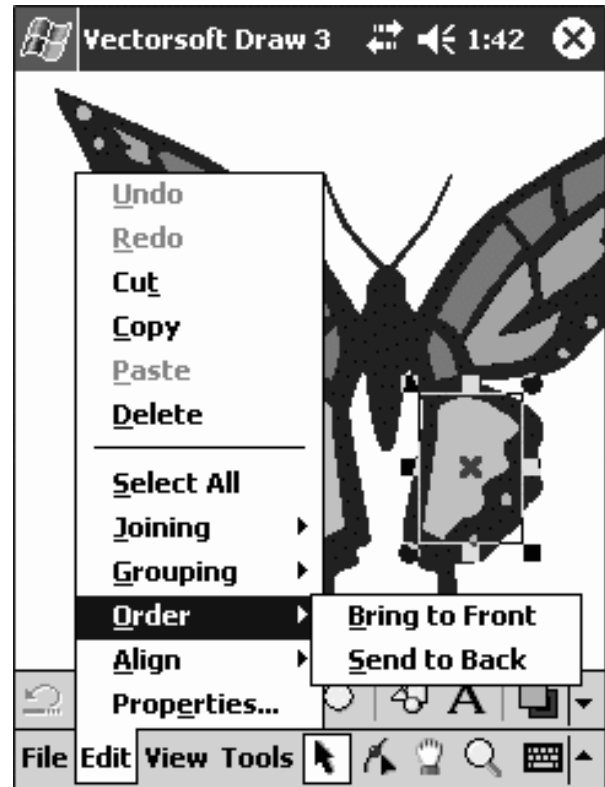 Vectorsoft Draw 3 1:42
Undo
Redo
Cut
Copy
Paste
Delete
Select All
Joining
Grouping
Order
Bring to Front
Align
Send to Back
Properties...
A
File Edit View Tools